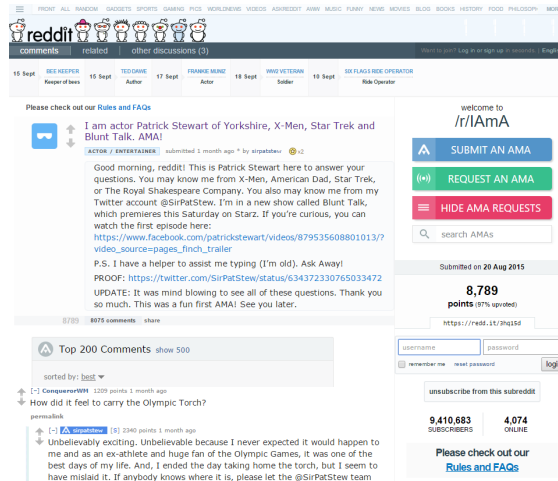 FRONT ALL RANDOM GADGETS SPORTS GAMING PICS WORLDNEWS VIDEOS ASKREDDIT AWW MUSIC FUNNY NEWS MOVIES BLOG BOOKS HISTORY FOOD PHILOSOPH MORE
reddit
comments related other discussions (3)
Want to join? Log in or sign up in seconds. | Engli
15 Sept BEE KEEPER Keeper of bees
15 Sept TED DAWE Author
17 Sept FRANKIE MUNIZ Actor
18 Sept WW2 VETERAN Soldier
10 Sept SIX FLAGS RIDE OPERATOR Ride Operator
Please check out our Rules and FAQs
I am actor Patrick Stewart of Yorkshire, X-Men, Star Trek and
Blunt Talk. AMA!
ACTOR / ENTERTAINER submitted 1 month ago * by sirpatstew x2
Good morning, reddit! This is Patrick Stewart here to answer your
questions. You may know me from X-Men, American Dad, Star Trek,
or The Royal Shakespeare Company. You also may know me from my
Twitter account @SirPatStew. I'm in a new show called Blunt Talk,
which premieres this Saturday on Starz. If you're curious, you can
watch the first episode here:
https://www.facebook.com/patrickstewart/videos/879535608801013/?
video_source=pages_finch_trailer
P.S. I have a helper to assist me typing (I'm old). Ask Away!
PROOF: https://twitter.com/SirPatStew/status/634372330765033472
UPDATE: It was mind blowing to see all of these questions. Thank you
so much. This was a fun first AMA! See you later.
8789 8075 comments share
Top 200 Comments show 500
sorted by: best
[-] ConquerorWM 1209 points 1 month ago
How did it feel to carry the Olympic Torch?
permalink
[-] sirpatstew [S] 2340 points 1 month ago
Unbelievably exciting. Unbelievable because I never expected it would happen to
me and as an ex-athlete and huge fan of the Olympic Games, it was one of the
best days of my life. And, I ended the day taking home the torch, but I seem to
have mislaid it. If anybody knows where it is, please let the @SirPatStew team
welcome to
/r/IAmA
SUBMIT AN AMA
REQUEST AN AMA
HIDE AMA REQUESTS
search AMAs
Submitted on 20 Aug 2015
8,789
points (97% upvoted)
https://redd.it/3hqi5d
username password
remember me reset password logi
unsubscribe from this subreddit
9,410,683 4,074
SUBSCRIBERS ONLINE
Please check out our
Rules and FAQs